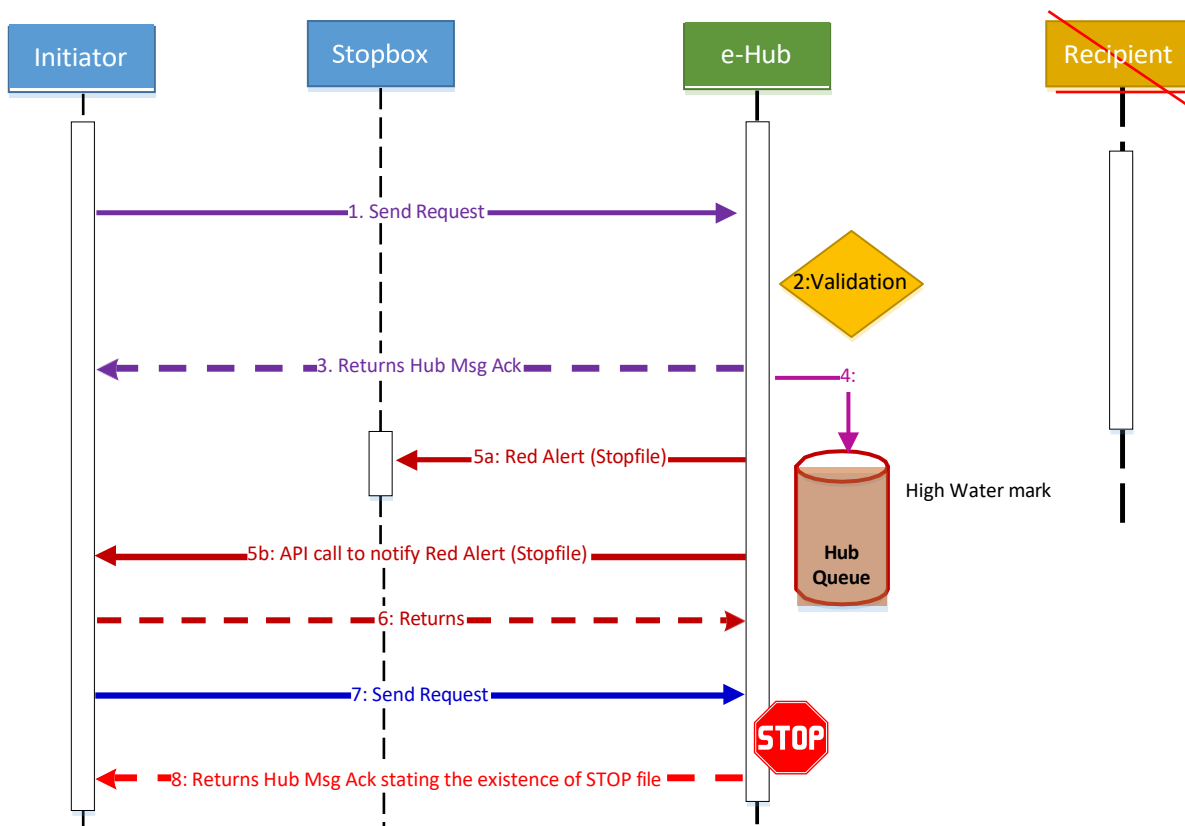 Initiator
Stopbox
e-Hub
Recipient
1. Send Request
2:Validation
3. Returns Hub Msg Ack
4:
5a: Red Alert (Stopfile)
High Water mark
5b: API call to notify Red Alert (Stopfile)
Hub
Queue
6: Returns
7: Send Request
STOP
8: Returns Hub Msg Ack stating the existence of STOP file